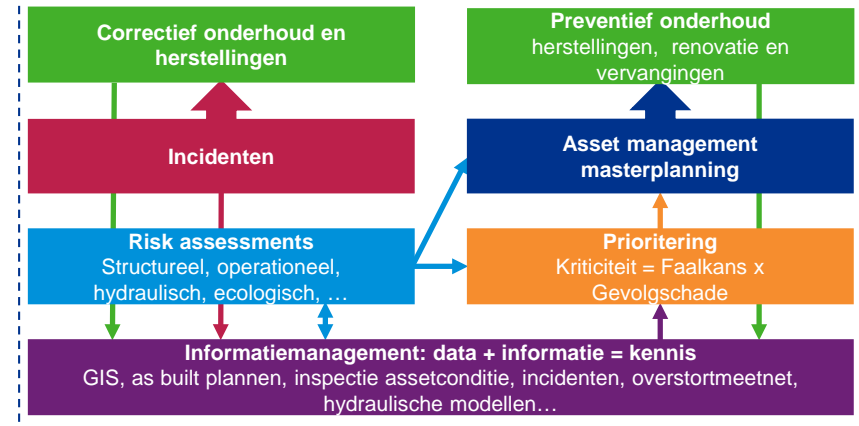 Correctief onderhoud en
herstellingen
Preventief onderhoud
herstellingen, renovatie en
vervangingen
Incidenten
Asset management
masterplanning
Risk assessments
Structureel, operationeel,
hydraulisch, ecologisch, …
Prioritering
Kriticiteit = Faalkans x
Gevolgschade
Informatiemanagement: data + informatie = kennis
GIS, as built plannen, inspectie assetconditie, incidenten, overstortmeetnet,
hydraulische modellen…